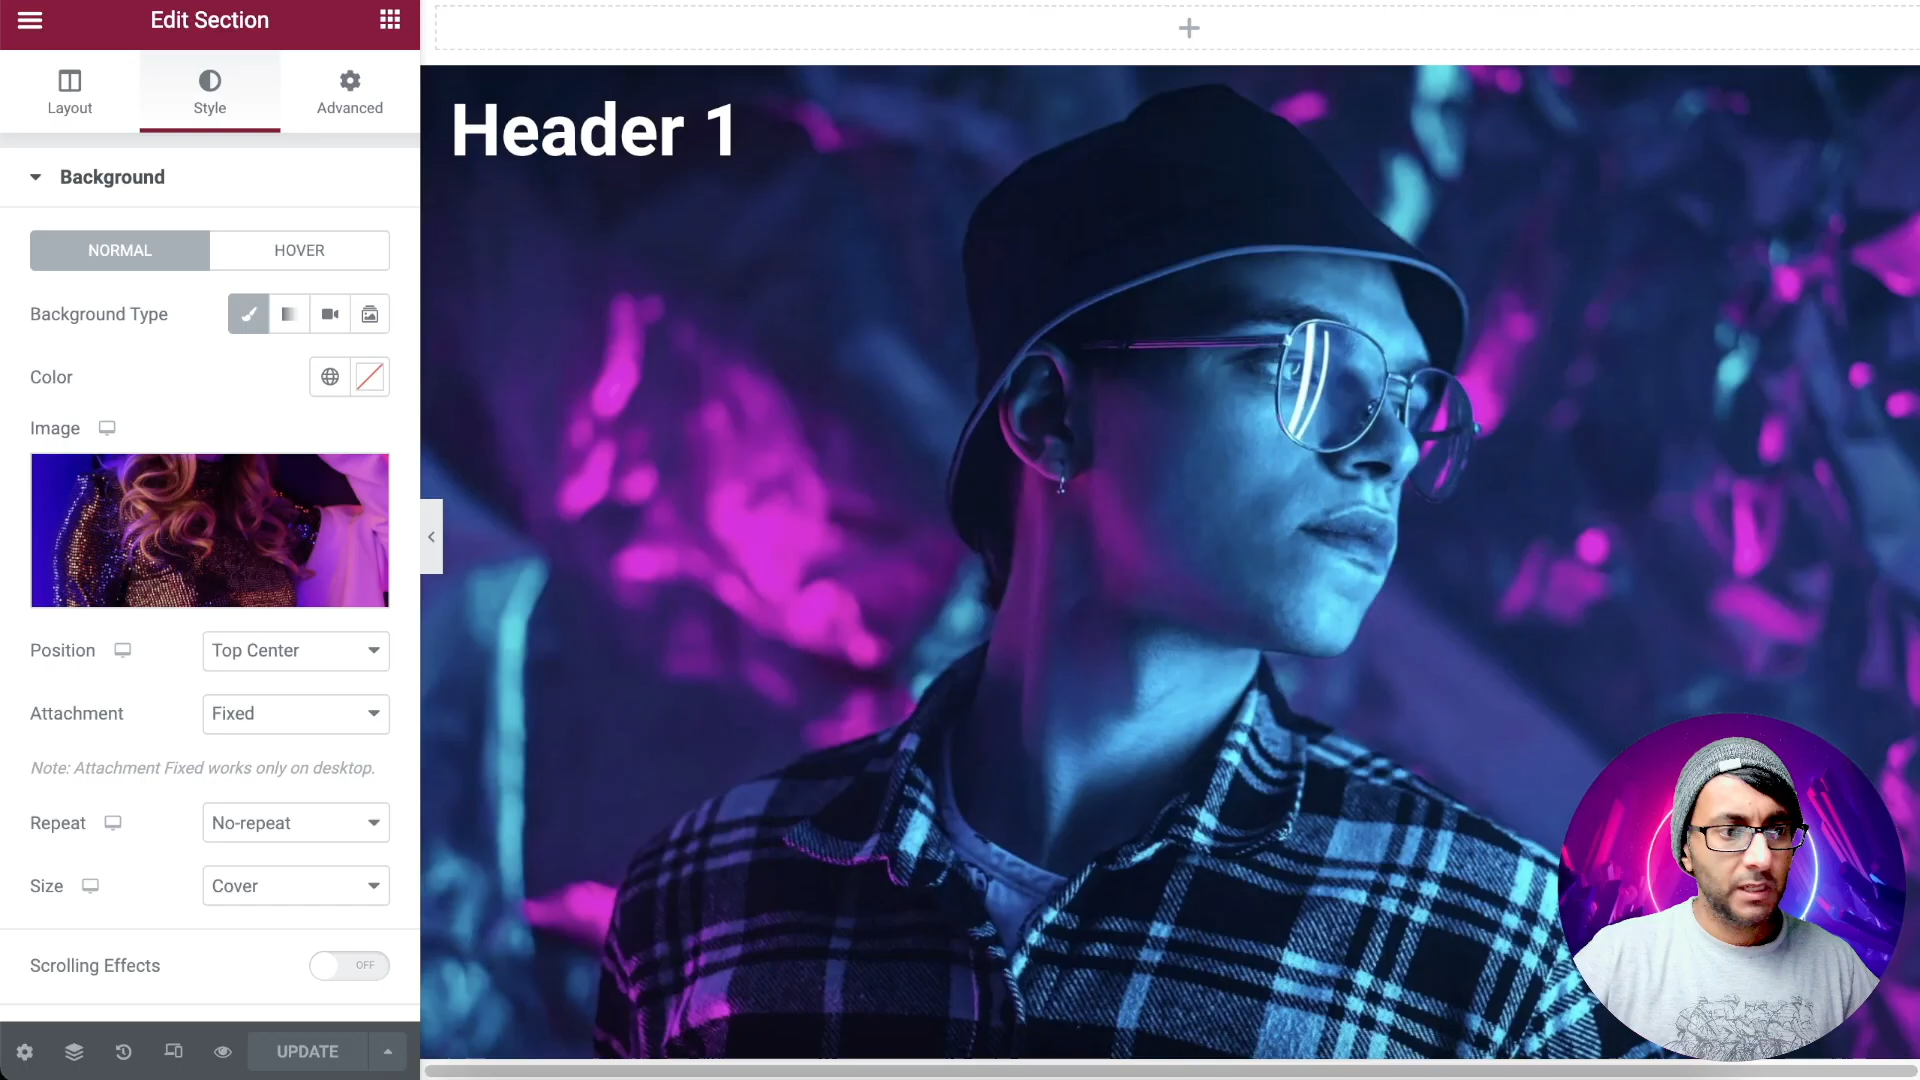 Edit Section
Layout
Style
Advanced
Background
NORMAL
HOVER
Background Type
Color
Image
Position
Top Center
Attachment
Fixed
Note: Attachment Fixed works only on desktop.
Repeat
No-repeat
Size
Cover
Scrolling Effects
OFF
UPDATE
Header 1